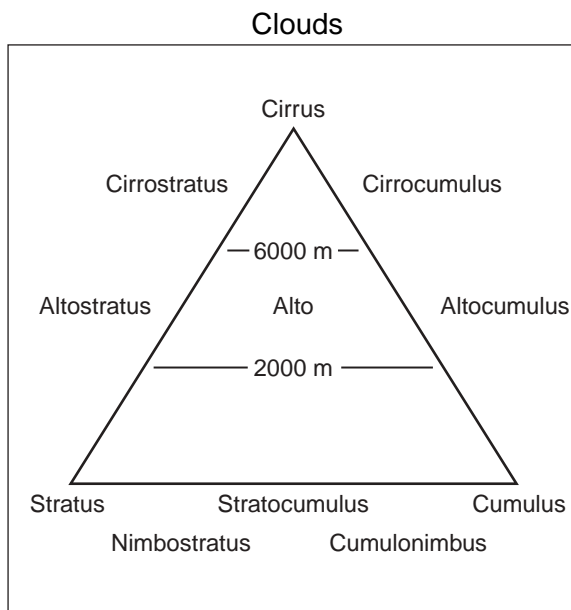 Clouds
Cirrus
Cirrostratus
Cirrocumulus
6000 m
Altostratus
Alto
Altocumulus
2000 m
Stratus
Stratocumulus
Cumulus
Nimbostratus
Cumulonimbus